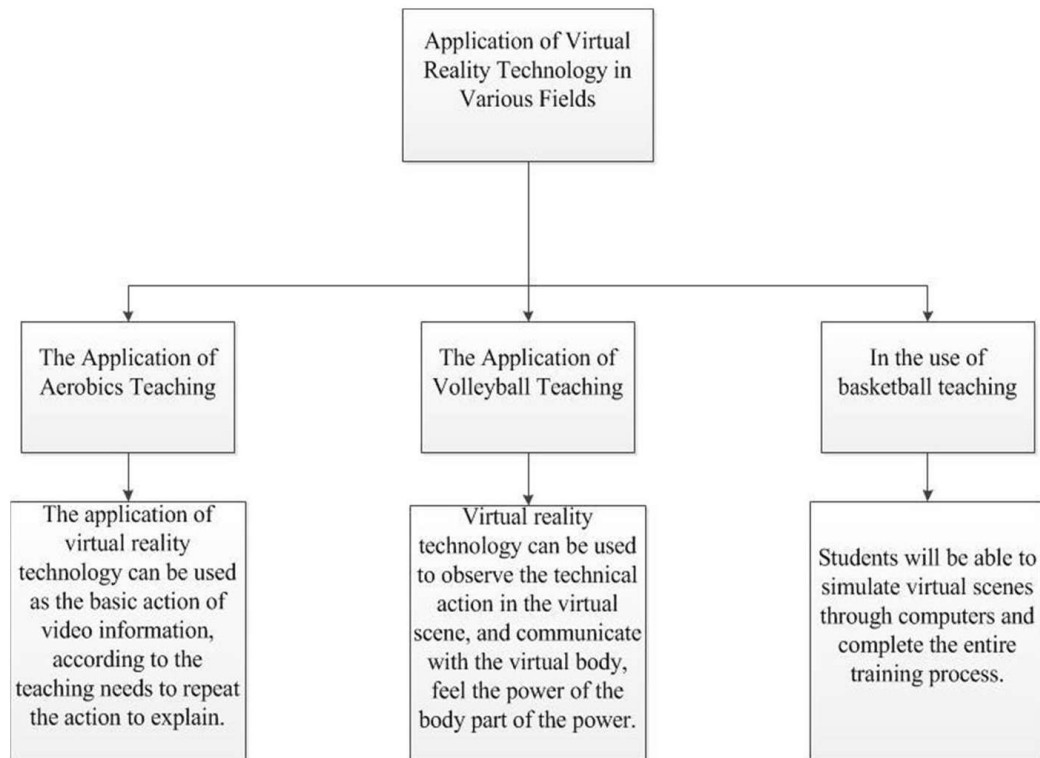 Application of Virtual
Reality Technology in
Various Fields
The Application of
Aerobics Teaching
The Application of
Volleyball Teaching
In the use of
basketball teaching
The application of
virtual reality
technology can be used
as the basic action of
video information,
according to the
teaching needs to repeat
the action to explain.
Virtual reality
technology can be used
to observe the technical
action in the virtual
scene, and communicate
with the virtual body,
feel the power of the
body part of the power.
Students will be able to
simulate virtual scenes
through computers and
complete the entire
training process.